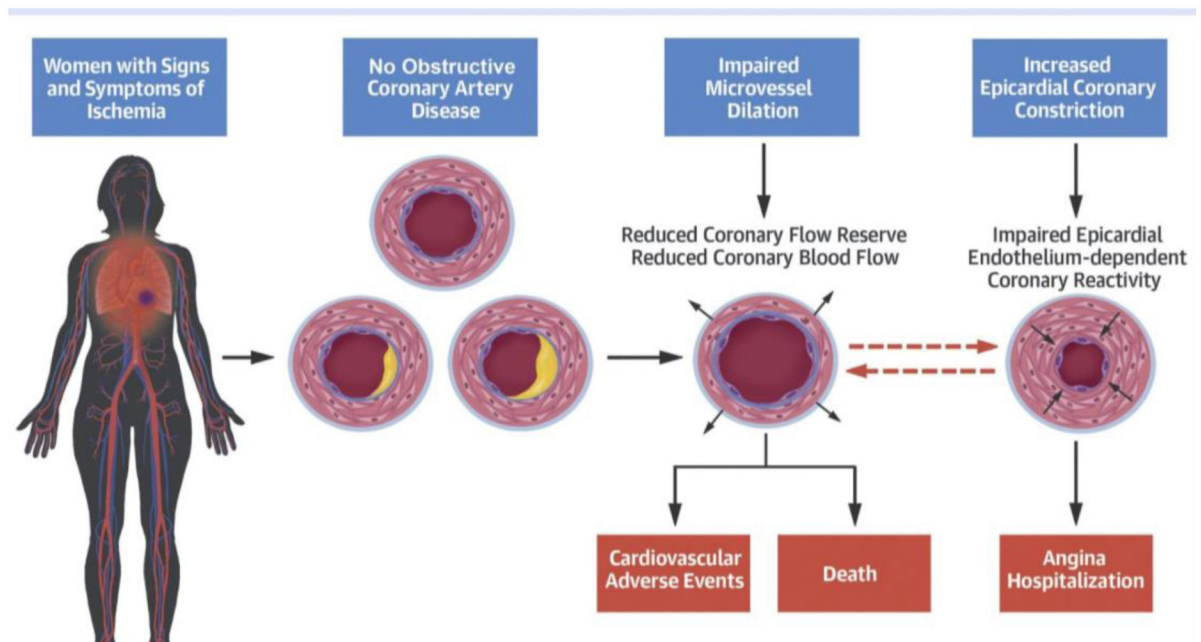 Women with Signs
and Symptoms of
Ischemia
No Obstructive
Coronary Artery
Disease
Impaired
Microvessel
Dilation
Increased
Epicardial Coronary
Constriction
Reduced Coronary Flow Reserve
Reduced Coronary Blood Flow
Impaired Epicardial
Endothelium-dependent
Coronary Reactivity
Cardiovascular
Adverse Events
Death
Angina
Hospitalization